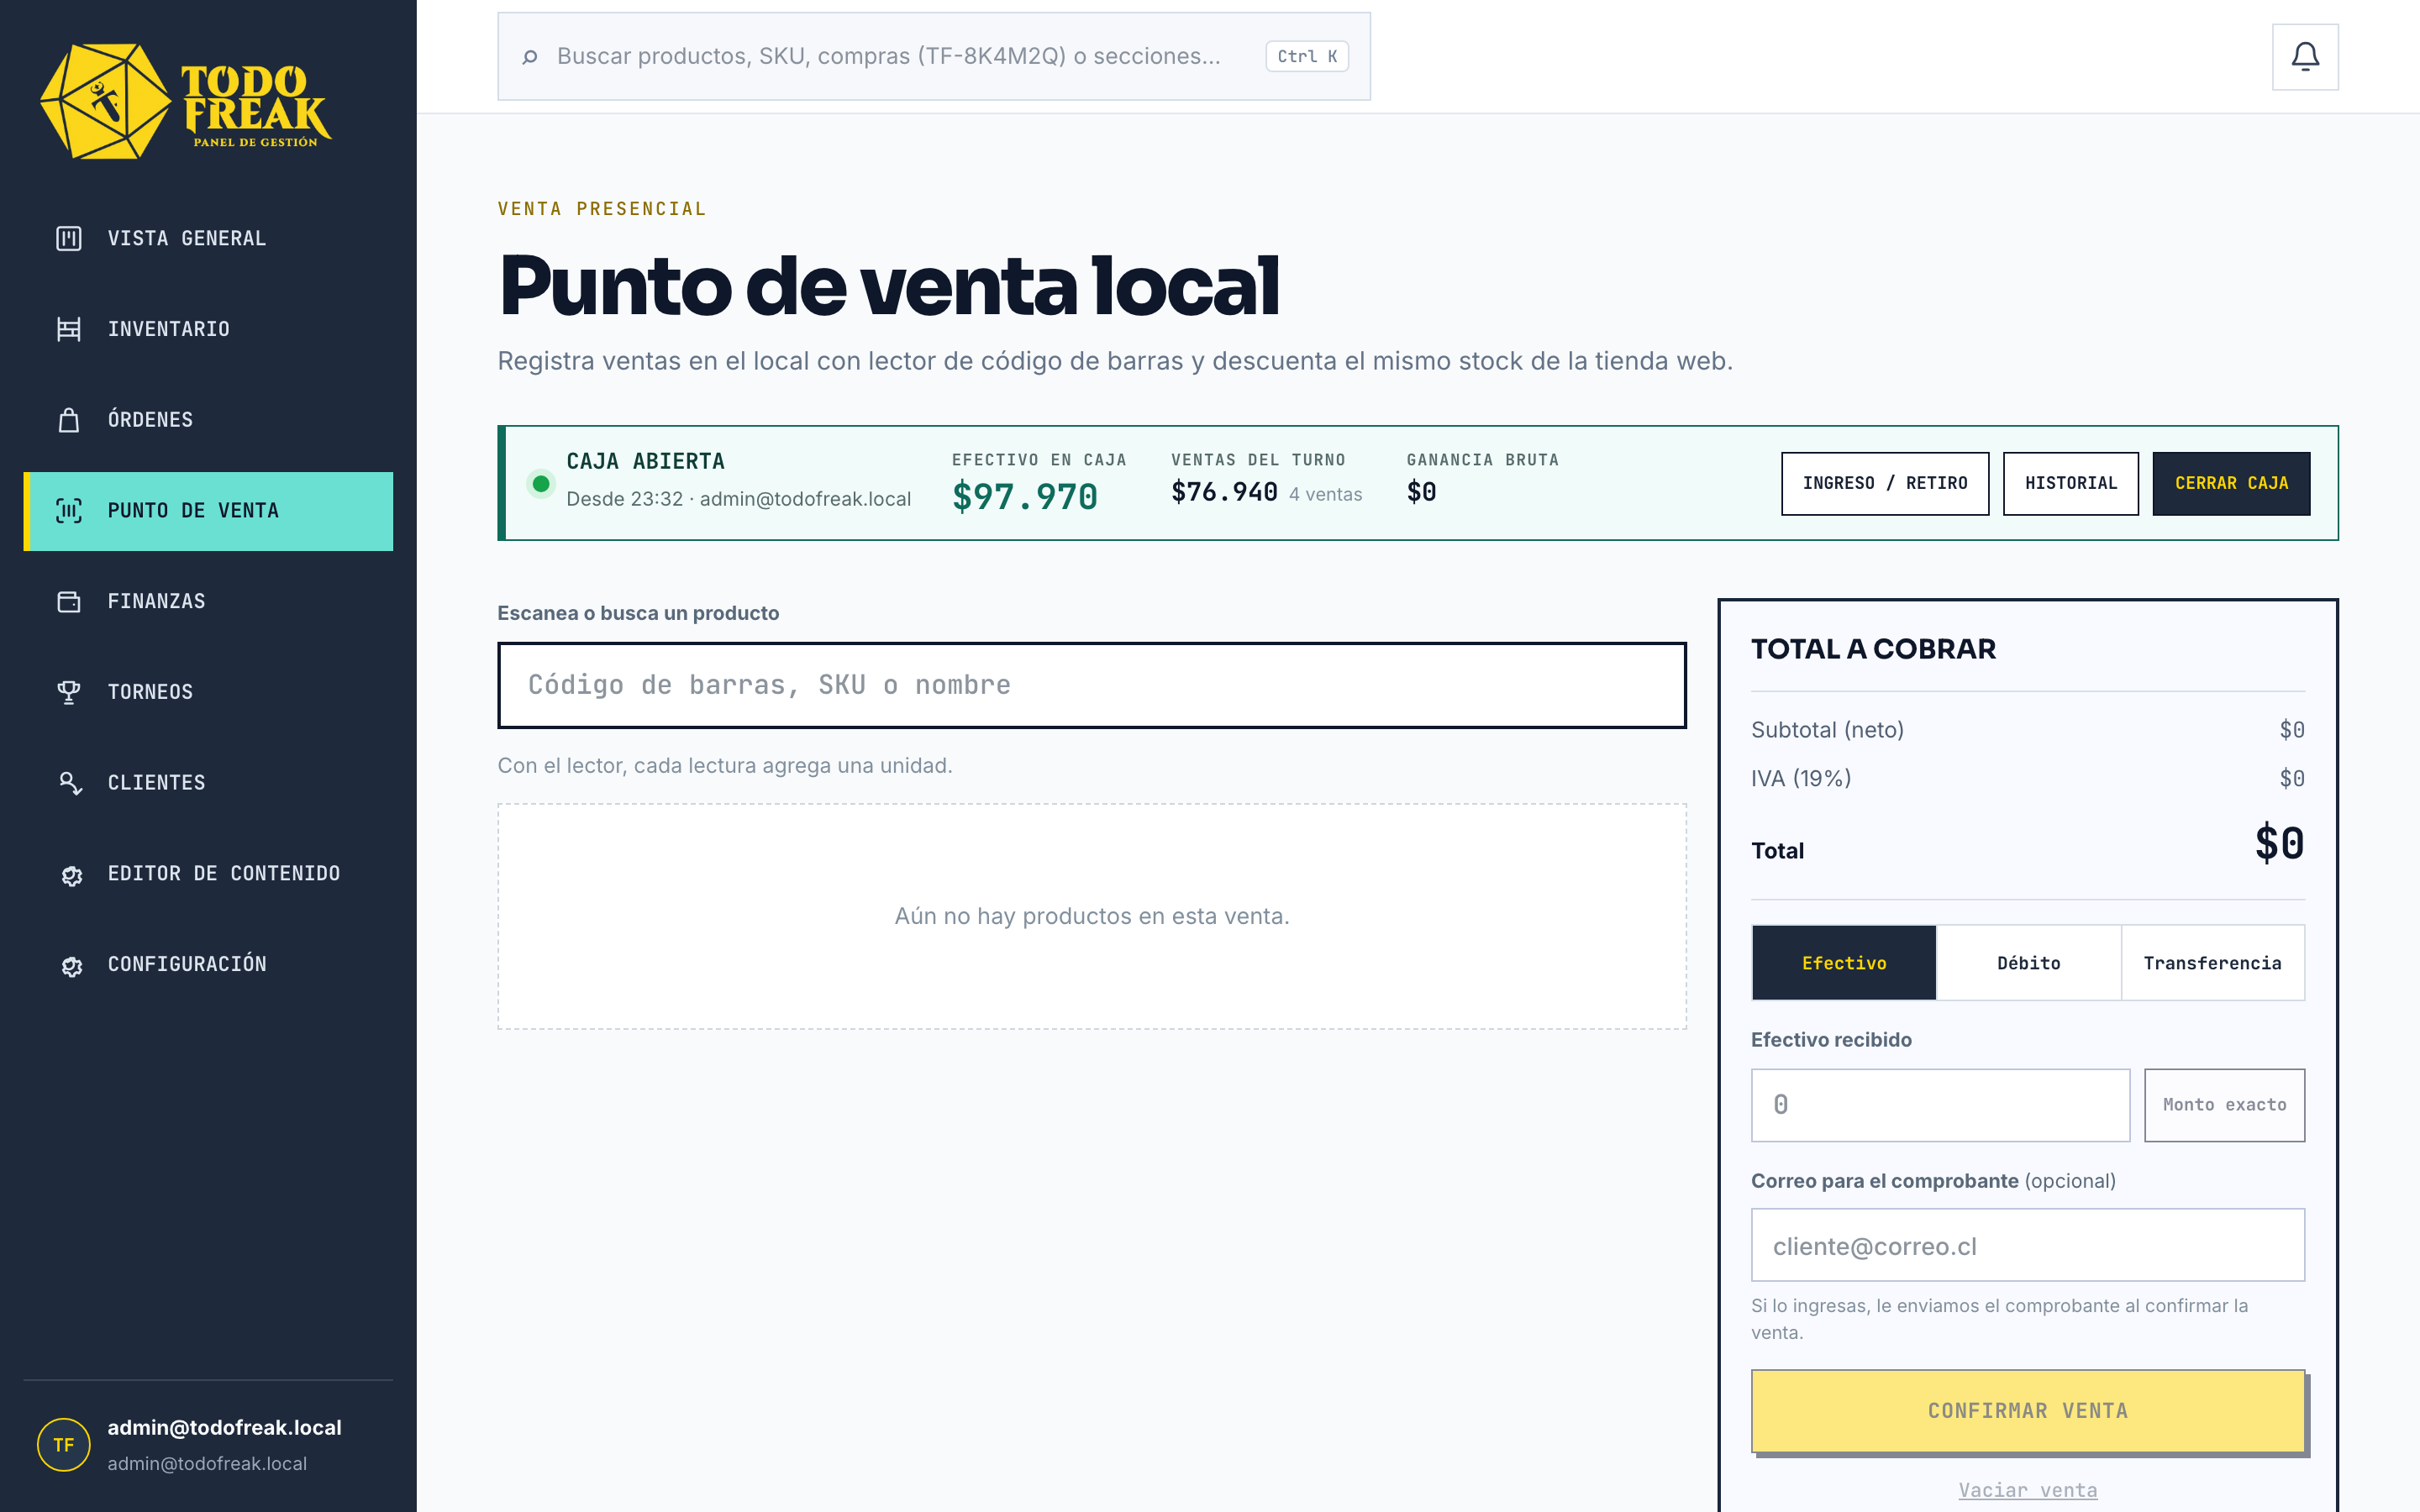 TODO
FREAK
PANEL DE GESTIÓN
VISTA GENERAL
INVENTARIO
ÓRDENES
PUNTO DE VENTA
FINANZAS
TORNEOS
CLIENTES
EDITOR DE CONTENIDO
CONFIGURACIÓN
TF
admin@todofreak.local
admin@todofreak.local
Buscar productos, SKU, compras (TF-8K4M2Q) o secciones...
Ctrl K
VENTA PRESENCIAL
Punto de venta local
Registra ventas en el local con lector de código de barras y descuenta el mismo stock de la tienda web.
CAJA ABIERTA
Desde 23:32 · admin@todofreak.local
EFECTIVO EN CAJA
$97.970
VENTAS DEL TURNO
$76.940 4 ventas
GANANCIA BRUTA
$0
INGRESO / RETIRO
HISTORIAL
CERRAR CAJA
Escanea o busca un producto
Código de barras, SKU o nombre
Con el lector, cada lectura agrega una unidad.
Aún no hay productos en esta venta.
TOTAL A COBRAR
Subtotal (neto) $0
IVA (19%) $0
Total $0
Efectivo
Débito
Transferencia
Efectivo recibido
0
Monto exacto
Correo para el comprobante (opcional)
cliente@correo.cl
Si lo ingresas, le enviamos el comprobante al confirmar la
venta.
CONFIRMAR VENTA
Vaciar venta